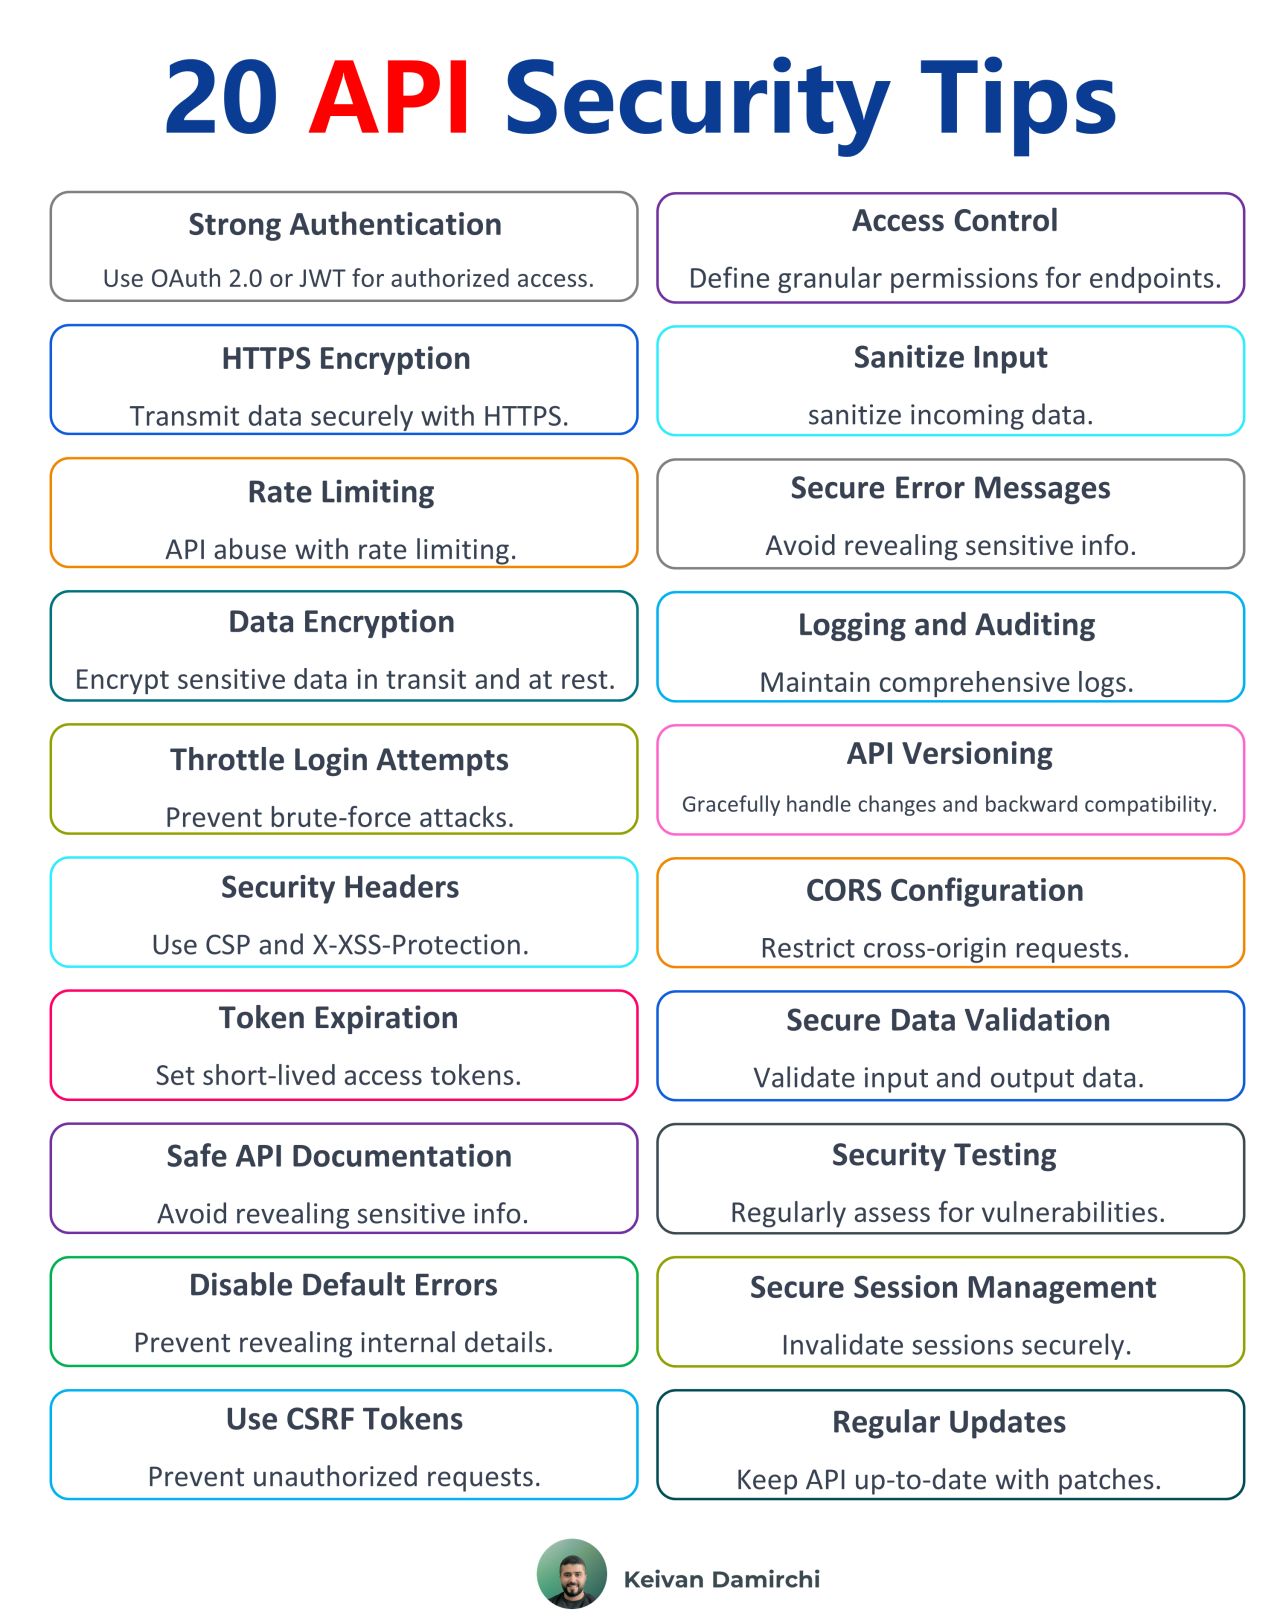 20 API Security Tips
Strong Authentication
Use OAuth 2.0 or JWT for authorized access.
Access Control
Define granular permissions for endpoints.
HTTPS Encryption
Transmit data securely with HTTPS.
Sanitize Input
sanitize incoming data.
Rate Limiting
API abuse with rate limiting.
Secure Error Messages
Avoid revealing sensitive info.
Data Encryption
Encrypt sensitive data in transit and at rest.
Logging and Auditing
Maintain comprehensive logs.
Throttle Login Attempts
Prevent brute-force attacks.
API Versioning
Gracefully handle changes and backward compatibility.
Security Headers
Use CSP and X-XSS-Protection.
CORS Configuration
Restrict cross-origin requests.
Token Expiration
Set short-lived access tokens.
Secure Data Validation
Validate input and output data.
Safe API Documentation
Avoid revealing sensitive info.
Security Testing
Regularly assess for vulnerabilities.
Disable Default Errors
Prevent revealing internal details.
Secure Session Management
Invalidate sessions securely.
Use CSRF Tokens
Prevent unauthorized requests.
Regular Updates
Keep API up-to-date with patches.
Keivan Damirchi